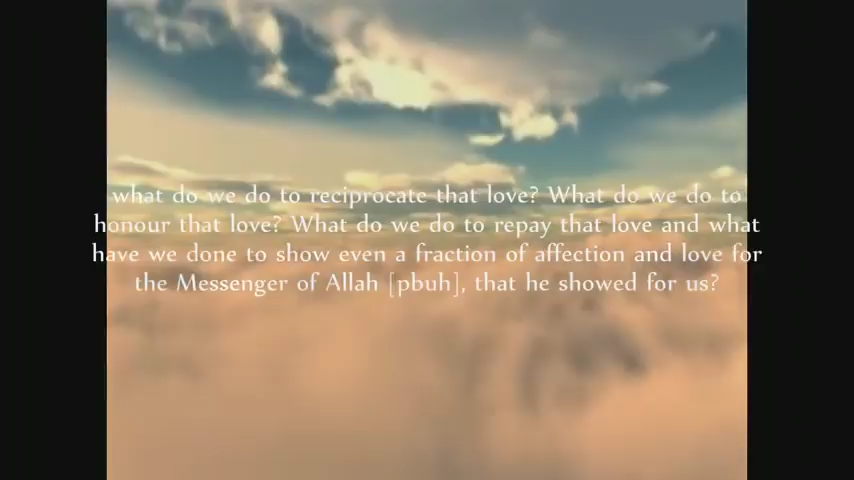 what do we do to reciprocate that love? What do we do to
honour that love? What do we do to repay that love and what
have we done to show even a fraction of affection and love for
the Messenger of Allah [pbuh], that he showed for us?